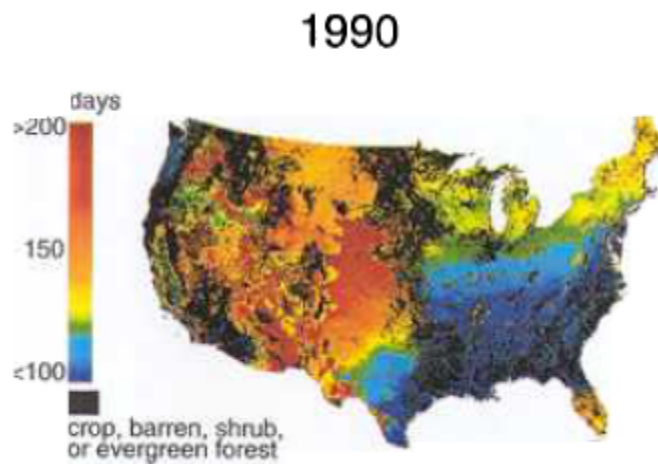 1990
days
>200
150
<100
crop, barren, shrub,
or evergreen forest